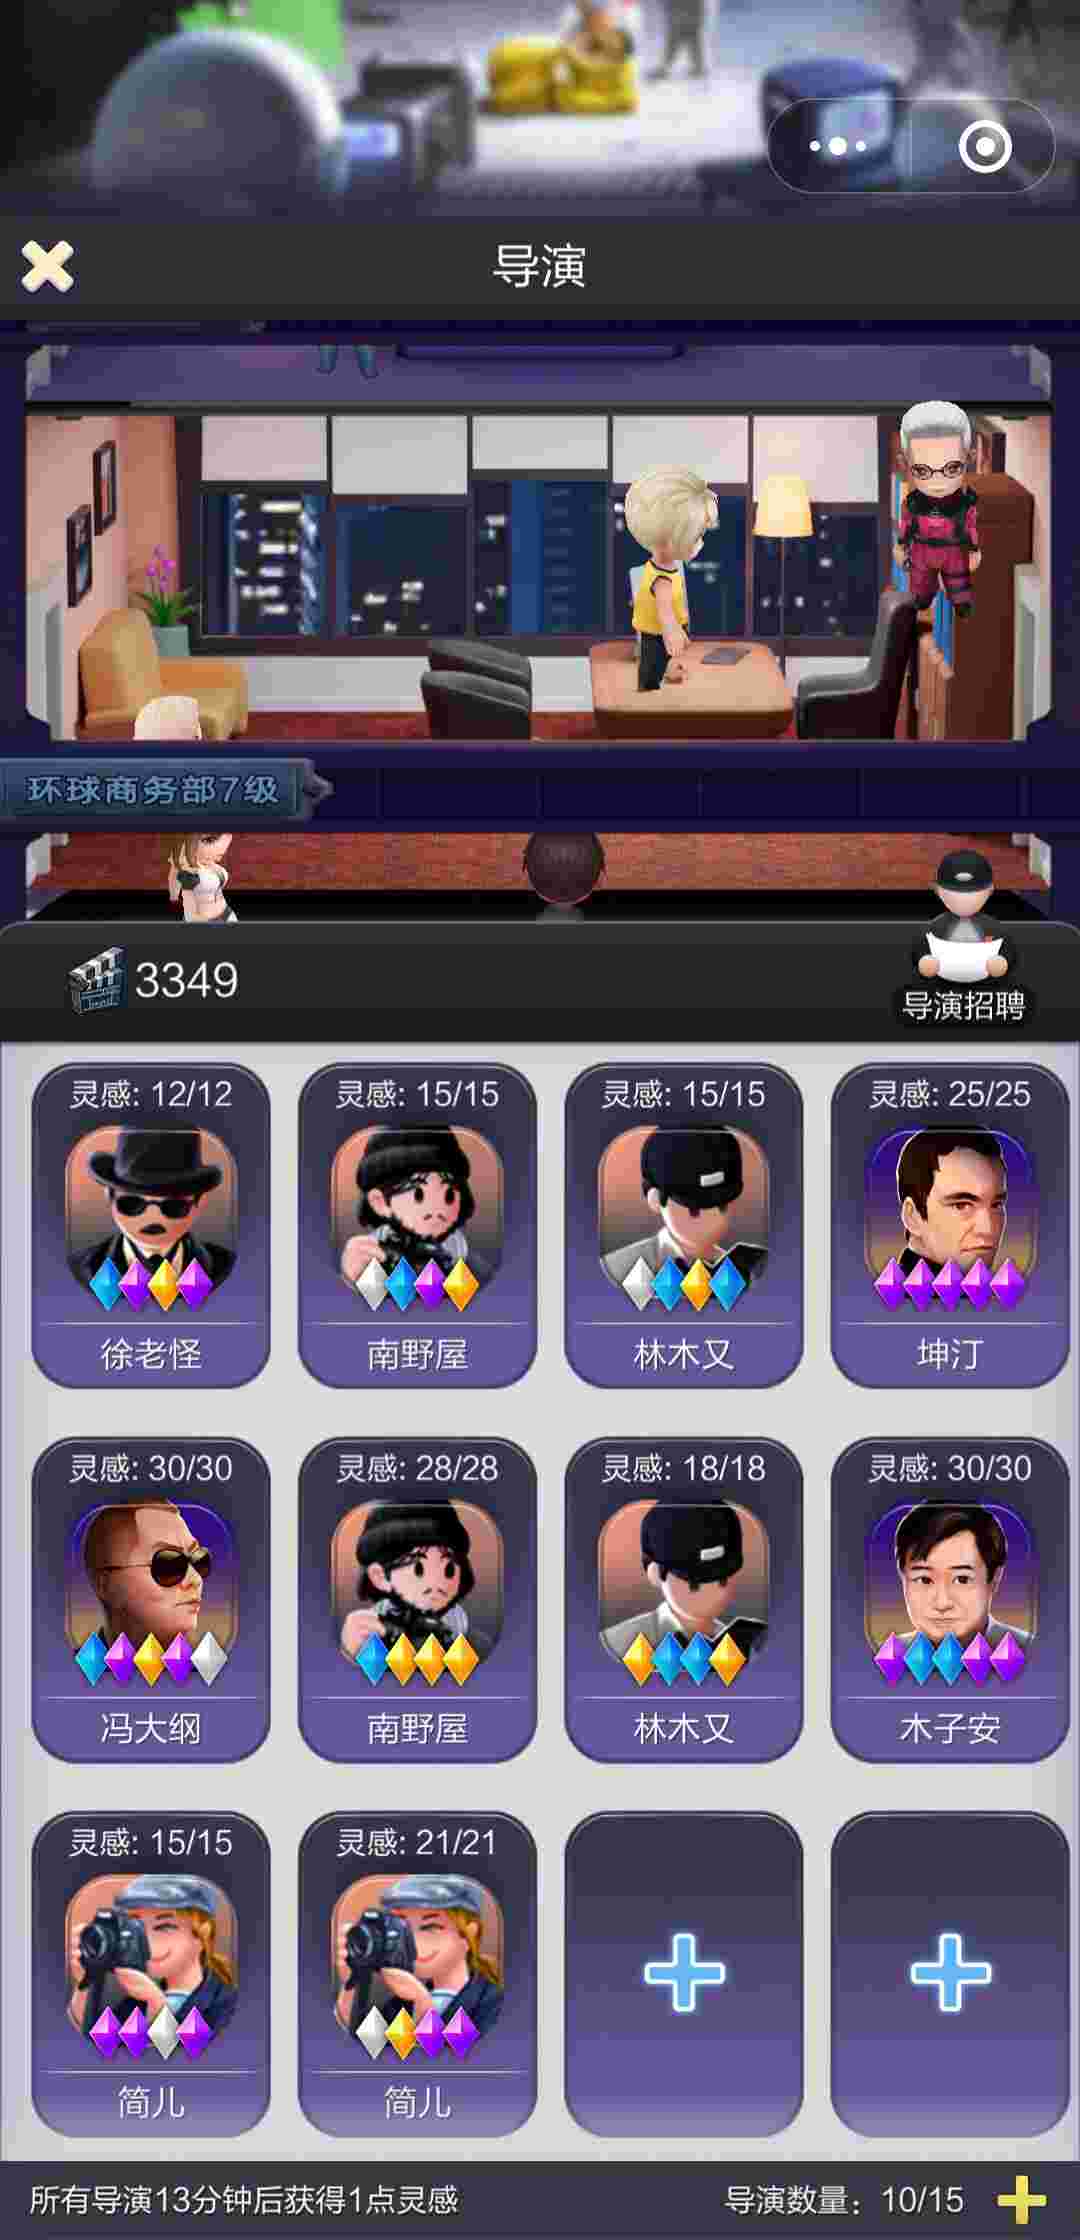 导演
环球商务部7级
3349
导演招聘
灵感: 12/12
灵感: 15/15
灵感: 15/15
灵感: 25/25
徐老怪
南野屋
林木又
坤汀
灵感: 30/30
灵感: 28/28
灵感: 18/18
灵感: 30/30
冯大纲
南野屋
林木又
木子安
灵感: 15/15
灵感: 21/21
简儿
简儿
所有导演13分钟后获得1点灵感
导演数量: 10/15